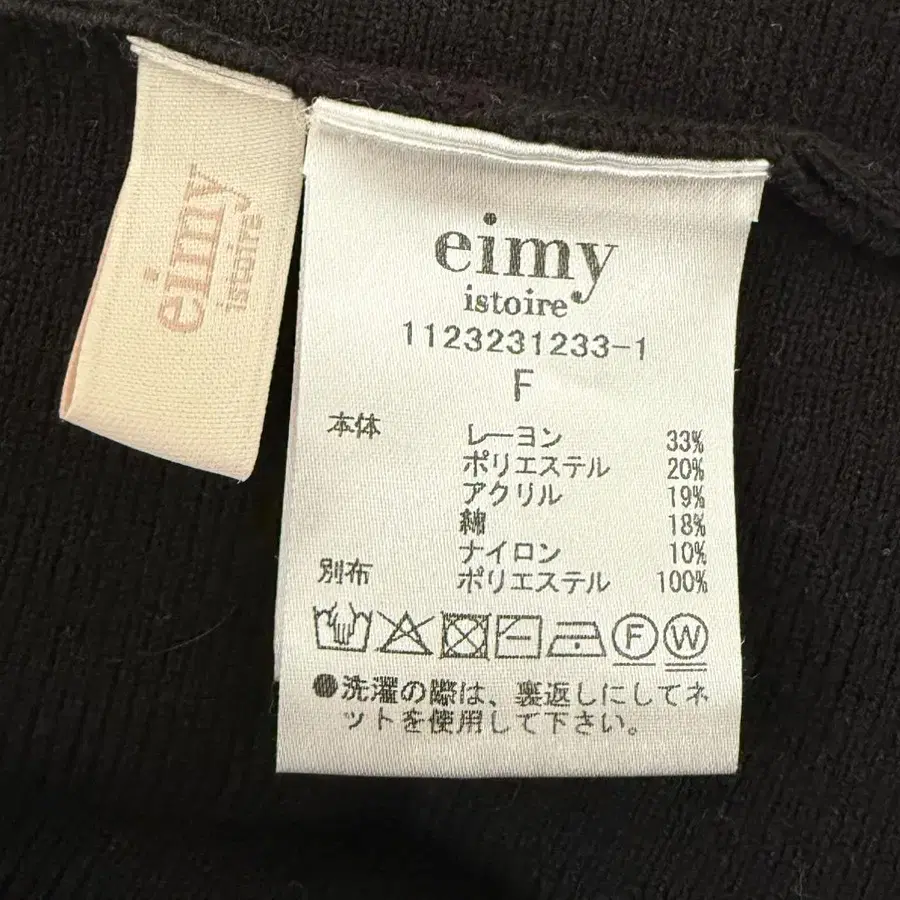 eimy
istoire
eimy
istoire
1123231233-1
F
本体 レーヨン 33%
ポリエステル 20%
アクリル 19%
綿 18%
ナイロン 10%
別布 ポリエステル 100%
F W
●洗濯の際は、裏返しにしてネ
ットを使用して下さい。